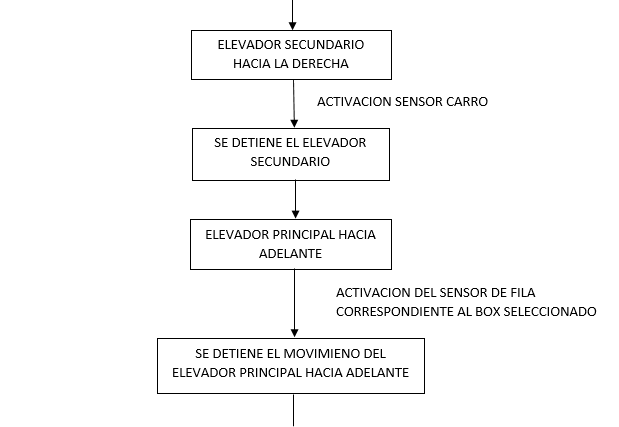 ELEVADOR SECUNDARIO
HACIA LA DERECHA
ACTIVACION SENSOR CARRO
SE DETIENE EL ELEVADOR
SECUNDARIO
ELEVADOR PRINCIPAL HACIA
ADELANTE
ACTIVACION DEL SENSOR DE FILA
CORRESPONDIENTE AL BOX SELECCIONADO
SE DETIENE EL MOVIMIENO DEL
ELEVADOR PRINCIPAL HACIA ADELANTE